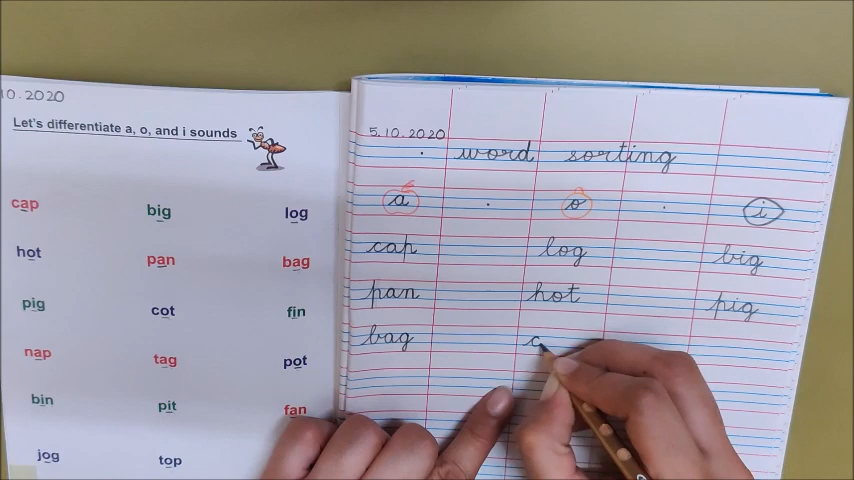 10.2020
Let's differentiate a, o, and i sounds
cap big log
hot pan bag
pig cot fin
nap tag pot
bin pit fan
jog top
5.10.2020
word sorting
a o i
cap log big
pan hot pig
bag c